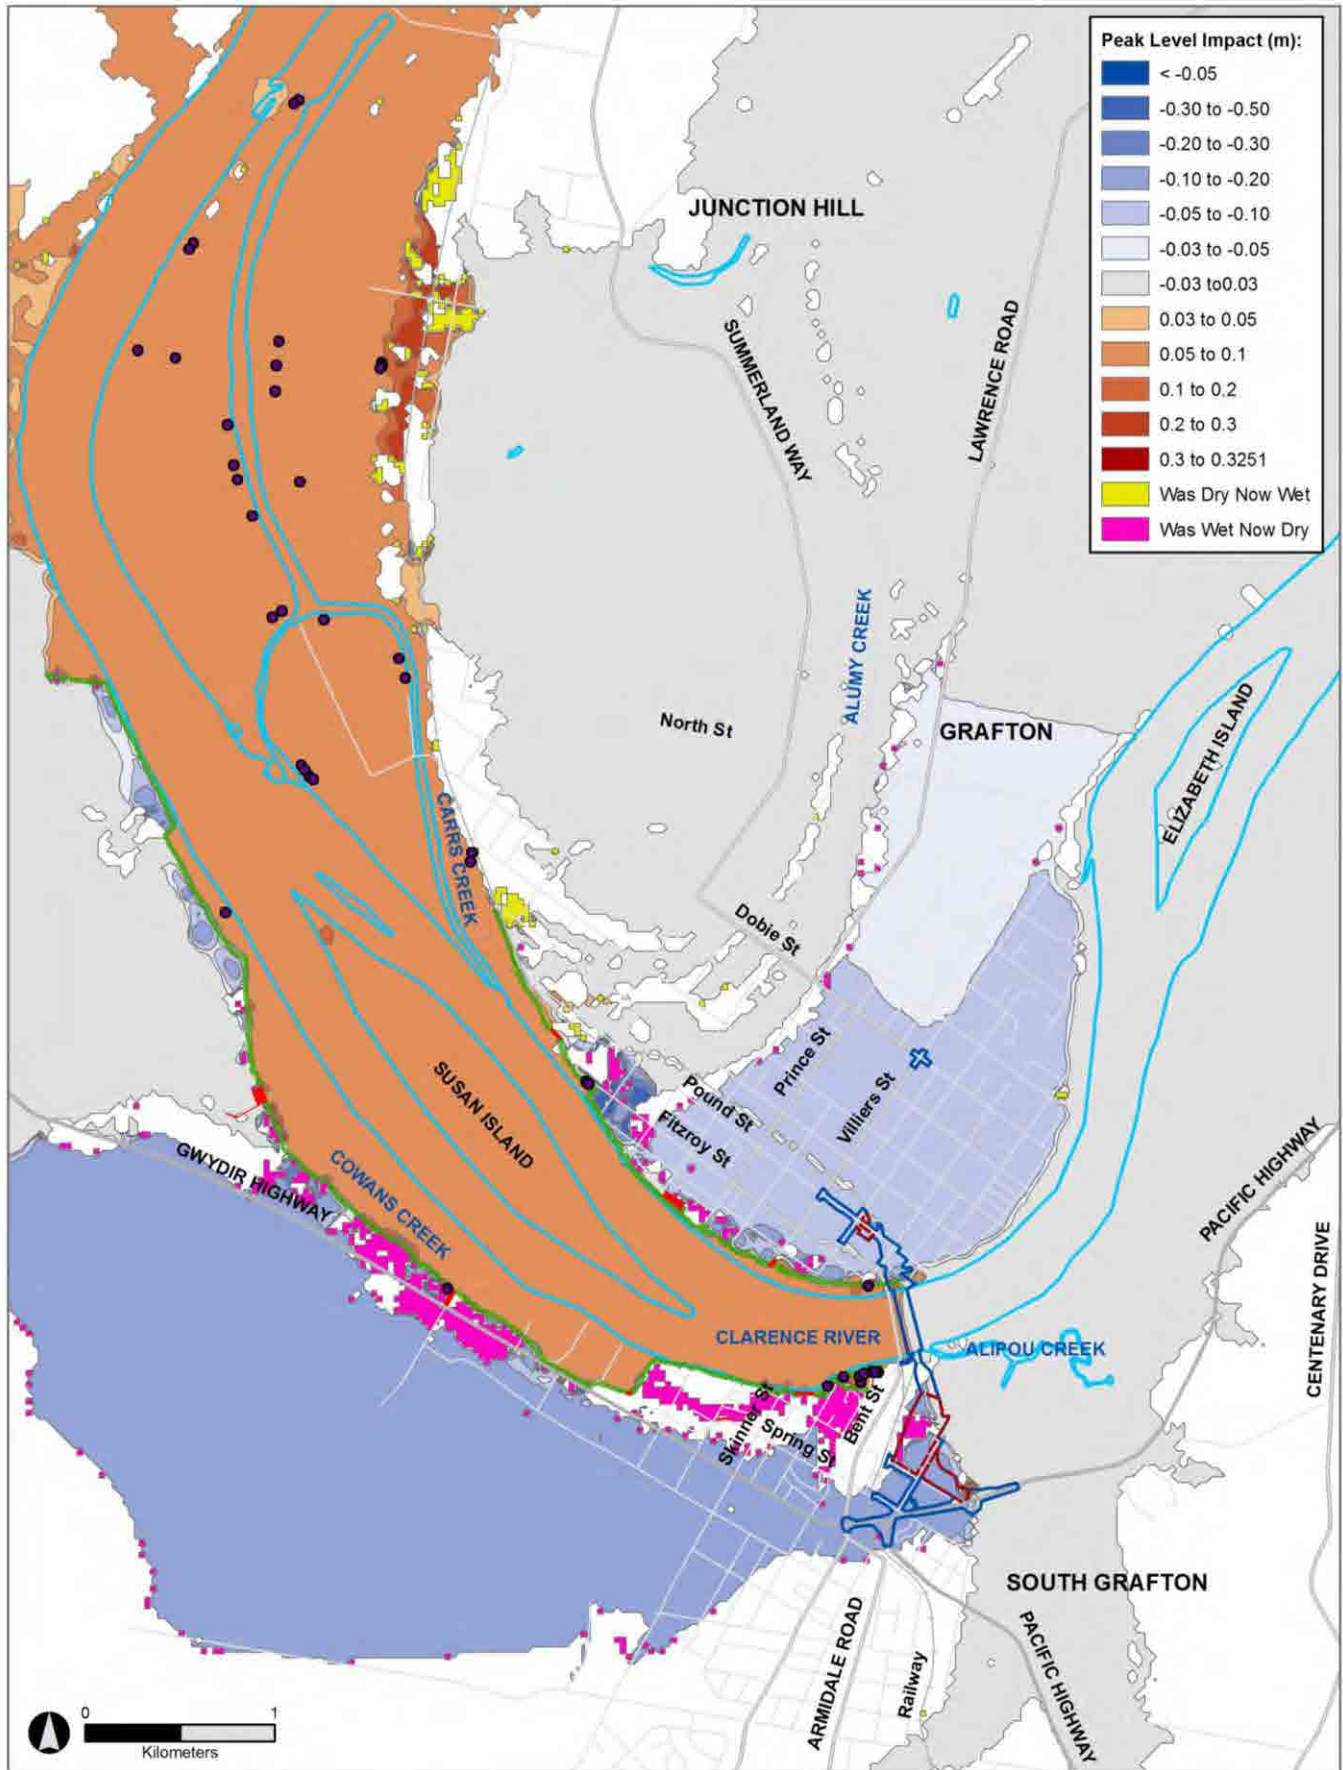 Peak Level Impact (m):
< -0.05
-0.30 to -0.50
-0.20 to -0.30
-0.10 to -0.20
-0.05 to -0.10
-0.03 to -0.05
-0.03 to0.03
0.03 to 0.05
0.05 to 0.1
0.1 to 0.2
0.2 to 0.3
0.3 to 0.3251
Was Dry Now Wet
Was Wet Now Dry
JUNCTION HILL
SUMMERLAND WAY
LAWRENCE ROAD
ALUMY CREEK
North St
GRAFTON
ELIZABETH ISLAND
CARRS CREEK
Dobie St
Prince St
Pound St
Villiers St
Fitzroy St
SUSAN ISLAND
GWYDIR HIGHWAY
COWANS CREEK
PACIFIC HIGHWAY
CENTENARY DRIVE
CLARENCE RIVER
ALIPOU CREEK
Skinner St
Spring St
Bent St
SOUTH GRAFTON
ARMIDALE ROAD
Railway
PACIFIC HIGHWAY
0 1
Kilometers